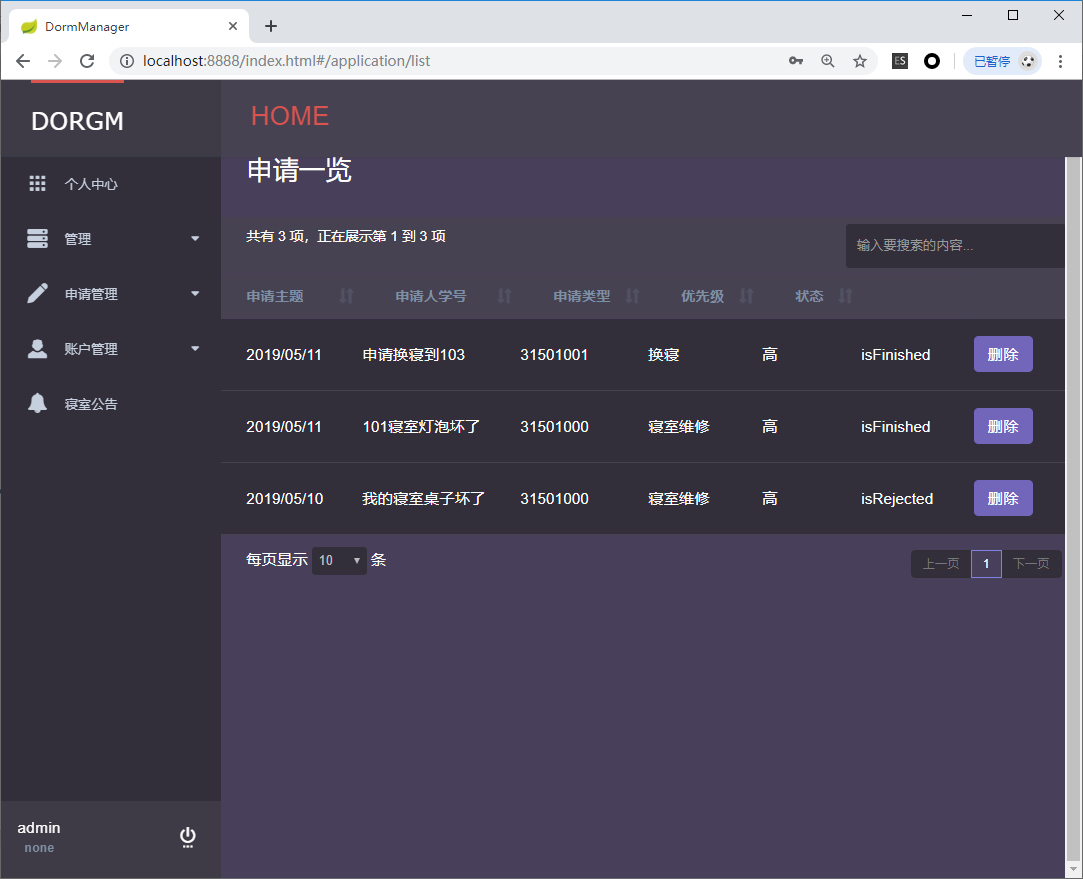 DormManager
localhost:8888/index.html#/application/list
ES
已暂停
DORGM
HOME
个人中心
管理
申请管理
账户管理
寝室公告
申请一览
共有 3 项，正在展示第 1 到 3 项
输入要搜索的内容...
申请主题 申请人学号 申请类型 优先级 状态
2019/05/11 申请换寝到103 31501001 换寝 高 isFinished 删除
2019/05/11 101寝室灯泡坏了 31501000 寝室维修 高 isFinished 删除
2019/05/10 我的寝室桌子坏了 31501000 寝室维修 高 isRejected 删除
每页显示 10 条
上一页 1 下一页
admin
none